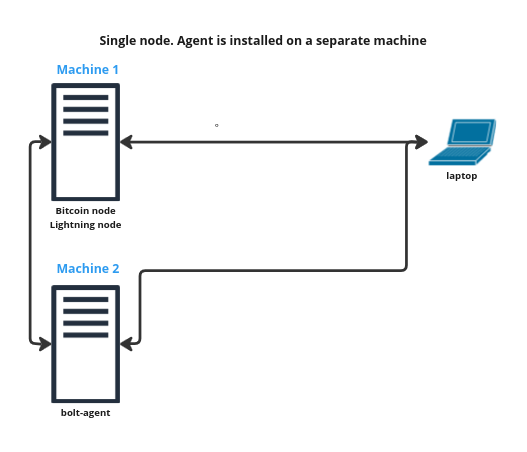 Single node. Agent is installed on a separate machine
Machine 1
Bitcoin node
Lightning node
laptop
Machine 2
bolt-agent